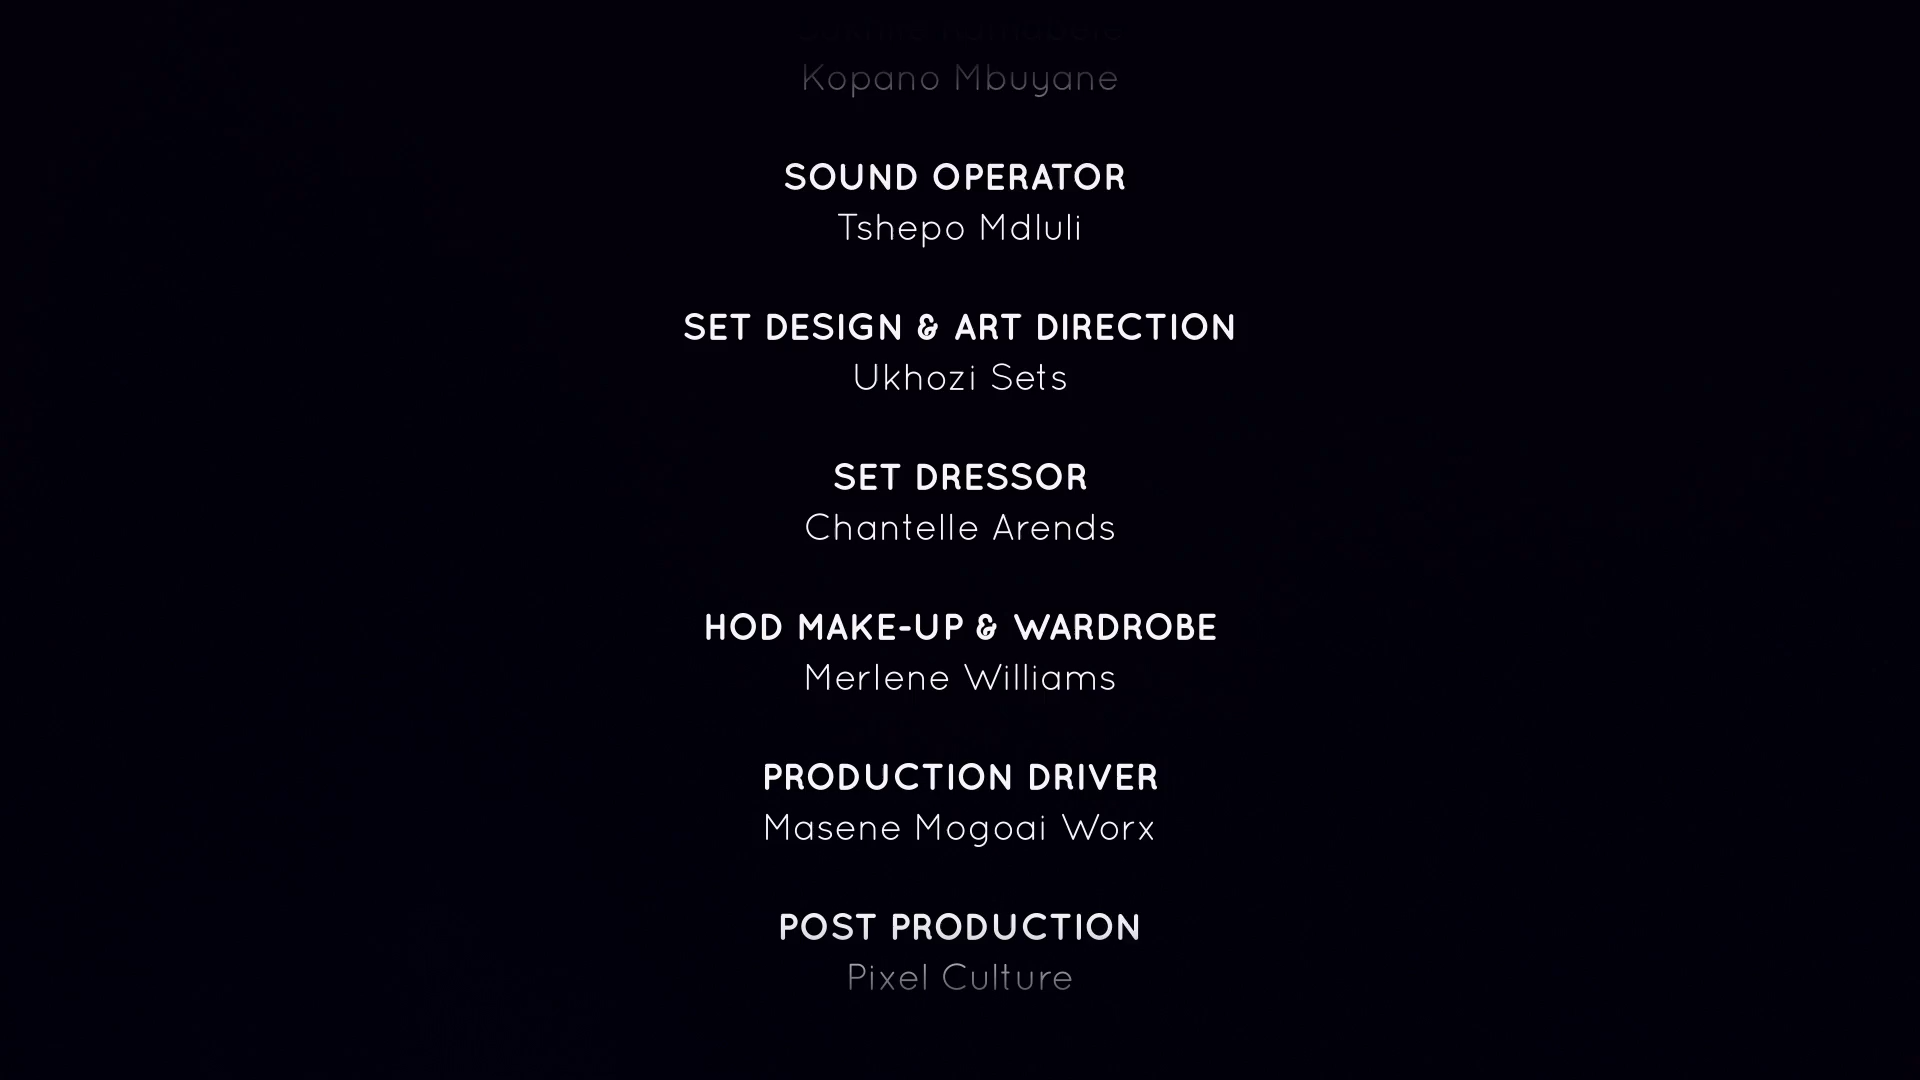 Kopano Mbuyane
SOUND OPERATOR
Tshepo Mdluli
SET DESIGN & ART DIRECTION
Ukhozi Sets
SET DRESSOR
Chantelle Arends
HOD MAKE-UP & WARDROBE
Merlene Williams
PRODUCTION DRIVER
Masene Mogoai Worx
POST PRODUCTION
Pixel Culture